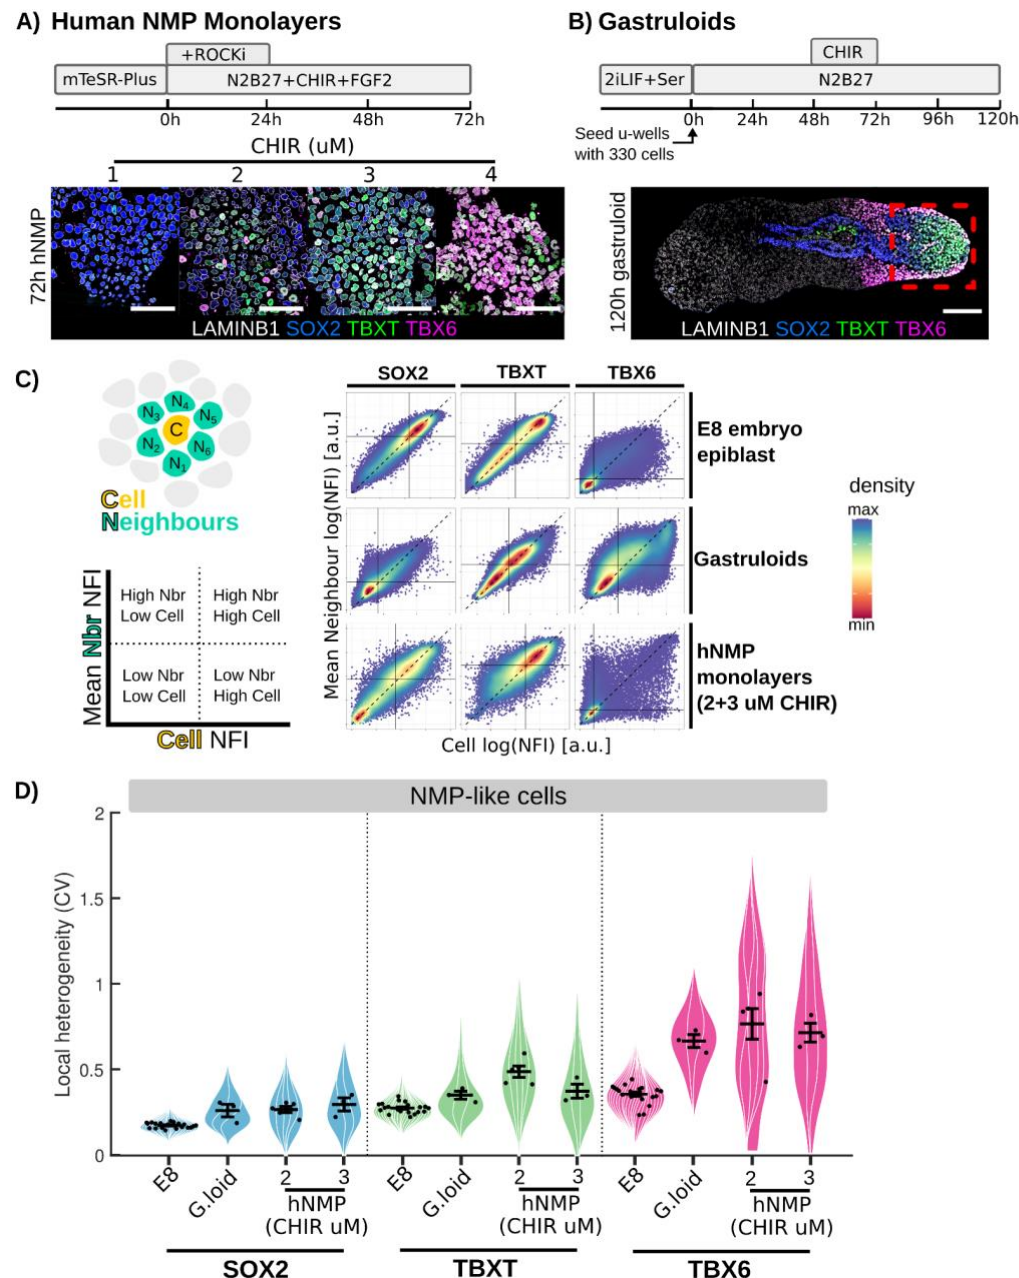 A) Human NMP Monolayers
+ROCKi
mTeSR-Plus
N2B27+CHIR+FGF2
0h 24h 48h 72h
CHIR (uM)
1 2 3 4
72h hNMP
LAMINB1 SOX2 TBXT TBX6
B) Gastruloids
CHIR
2iLIF+Ser
N2B27
0h 24h 48h 72h 96h 120h
Seed u-wells
with 330 cells
120h gastruloid
LAMINB1 SOX2 TBXT TBX6
C)
N3 N4 N5
C
N2 N6
N1
Cell
Neighbours
Mean Nbr NFI
High Nbr
Low Cell
High Nbr
High Cell
Low Nbr
Low Cell
Low Nbr
High Cell
Cell NFI
SOX2 TBXT TBX6
Mean Neighbour log(NFI) [a.u.]
E8 embryo
epiblast
Gastruloids
hNMP
monolayers
(2+3 uM CHIR)
Cell log(NFI) [a.u.]
density
max
min
D)
NMP-like cells
Local heterogeneity (CV)
2
1.5
1
0.5
0
E8 G.loid 2 3
hNMP
(CHIR uM)
SOX2
E8 G.loid 2 3
hNMP
(CHIR uM)
TBXT
E8 G.loid 2 3
hNMP
(CHIR uM)
TBX6